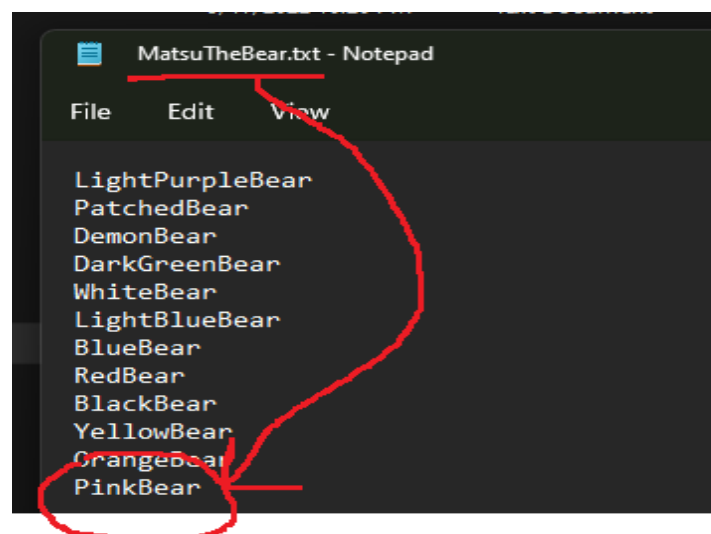 MatsuTheBear.txt - Notepad
File Edit View
LightPurpleBear
PatchedBear
DemonBear
DarkGreenBear
WhiteBear
LightBlueBear
BlueBear
RedBear
BlackBear
YellowBear
OrangeBear
PinkBear